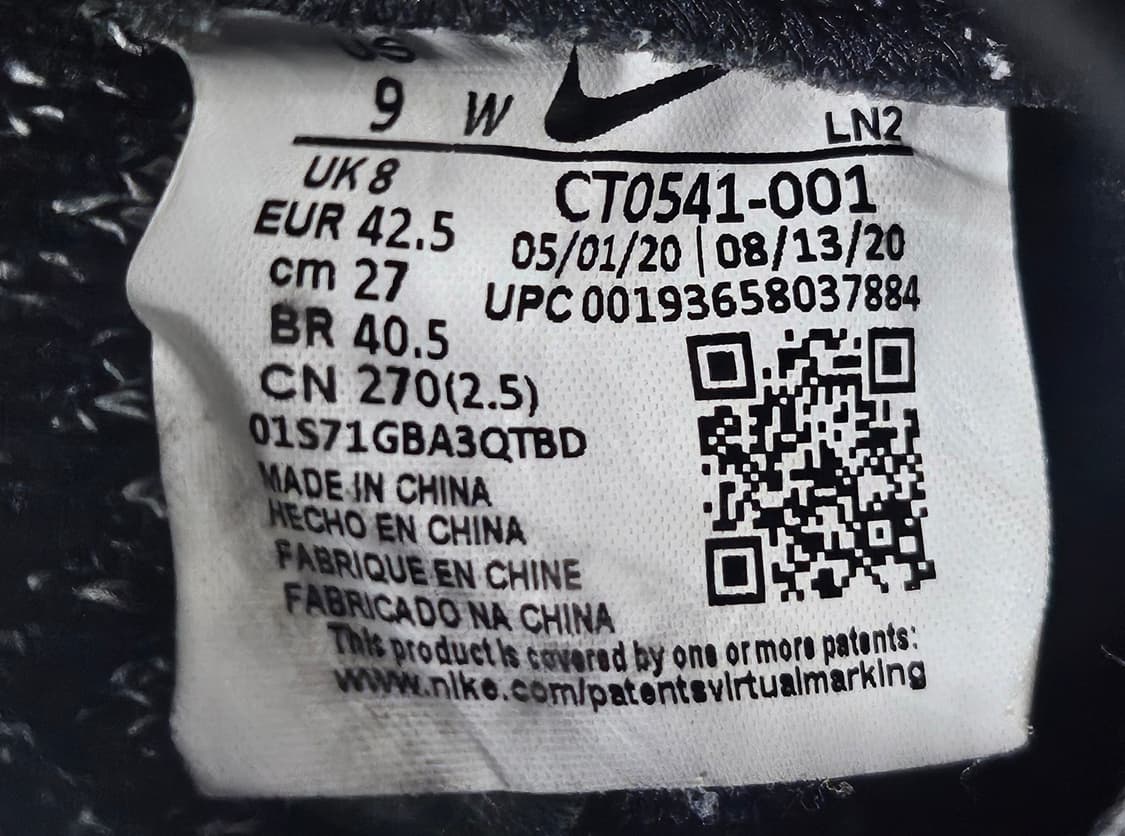 US
9 W
LN2
UK 8
EUR 42.5
cm 27
BR 40.5
CN 270(2.5)
01S71GBA3QTBD
CT0541-001
05/01/20 | 08/13/20
UPC 00193658037884
MADE IN CHINA
HECHO EN CHINA
FABRIQUE EN CHINE
FABRICADO NA CHINA
This product is covered by one or more patents:
www.nike.com/patentsvirtualmarking